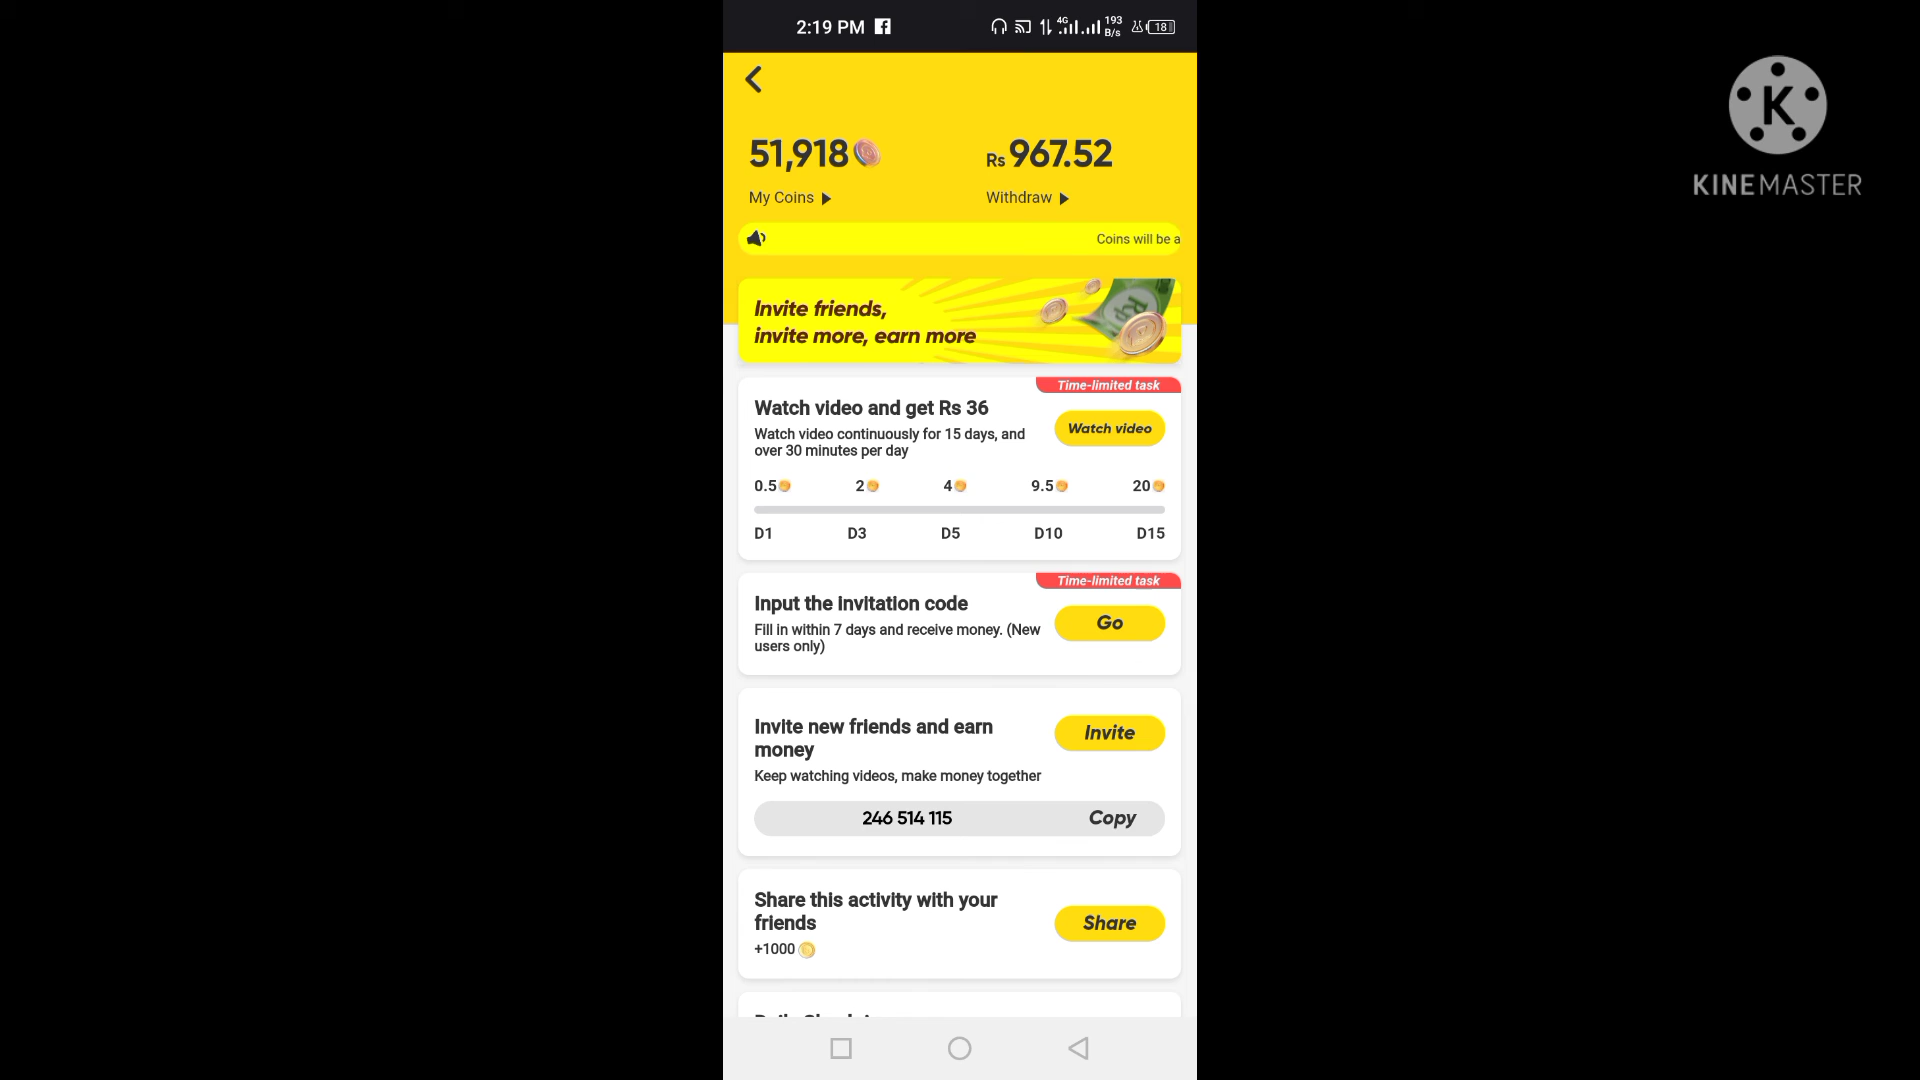 2:19 PM
4G
193 B/s
18
K
KINEMASTER
51,918
Rs 967.52
My Coins
Withdraw
Coins will be a
Invite friends,
invite more, earn more
Time-limited task
Watch video and get Rs 36
Watch video
Watch video continuously for 15 days, and
over 30 minutes per day
0.5 2 4 9.5 20
D1 D3 D5 D10 D15
Time-limited task
Input the invitation code
Go
Fill in within 7 days and receive money. (New
users only)
Invite new friends and earn
money
Invite
Keep watching videos, make money together
246 514 115
Copy
Share this activity with your
friends
Share
+1000